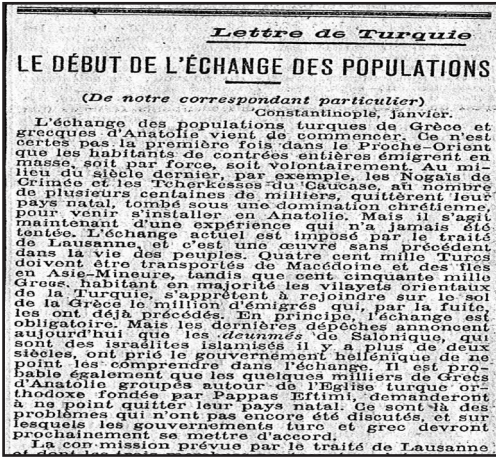 Lettre de Turquie
LE DÉBUT DE L'ÉCHANGE DES POPULATIONS
(De notre correspondant particulier)
Constantinople, janvier.
L'échange des populations turques de Grèce et
grecques d'Anatolie vient de commencer. Ce n'est
certes pas la première fois dans le Proche-Orient
que les habitants de contrées entières émigrent en
masse, soit par force, soit volontairement. Au mi-
lieu du siècle dernier, par exemple, les Nogaïs de
Crimée et les Tcherkesses du Caucase, au nombre
de plusieurs centaines de milliers, quittèrent leur
pays natal, tombé sous une domination chrétienne,
pour venir s'installer en Anatolie. Mais il s'agit
maintenant d'une expérience qui n'a jamais été
tentée. L'échange actuel est imposé par le traité
de Lausanne, et c'est une œuvre sans précédent
dans la vie des peuples. Quatre cent mille Turcs
doivent être transportés de Macédoine et des îles
en Asie-Mineure, tandis que cent cinquante mille
Grecs, habitant en majorité les vilayets orientaux
de la Turquie, s'apprêtent à rejoindre sur le sol
de la Grèce le million d'émigrés qui, par la fuite,
les ont déjà précédés. En principe, l'échange est
obligatoire. Mais les dernières dépêches annoncent
aujourd'hui que les deunmés de Salonique, qui
sont des israélites islamisés il y a plus de deux
siècles, ont prié le gouvernement hellénique de ne
point les comprendre dans l'échange. Il est pro-
bable également que les quelques milliers de Grecs
d'Anatolie groupés autour de l'Eglise turque or-
thodoxe fondée par Pappas Eftimi, demanderont
à ne point quitter leur pays natal. Ce sont là des
problèmes qui n'ont pas encore été discutés, et sur
lesquels les gouvernements turc et grec devront
prochainement se mettre d'accord.
La commission prévue par le traité de Lausanne
et dont les trois